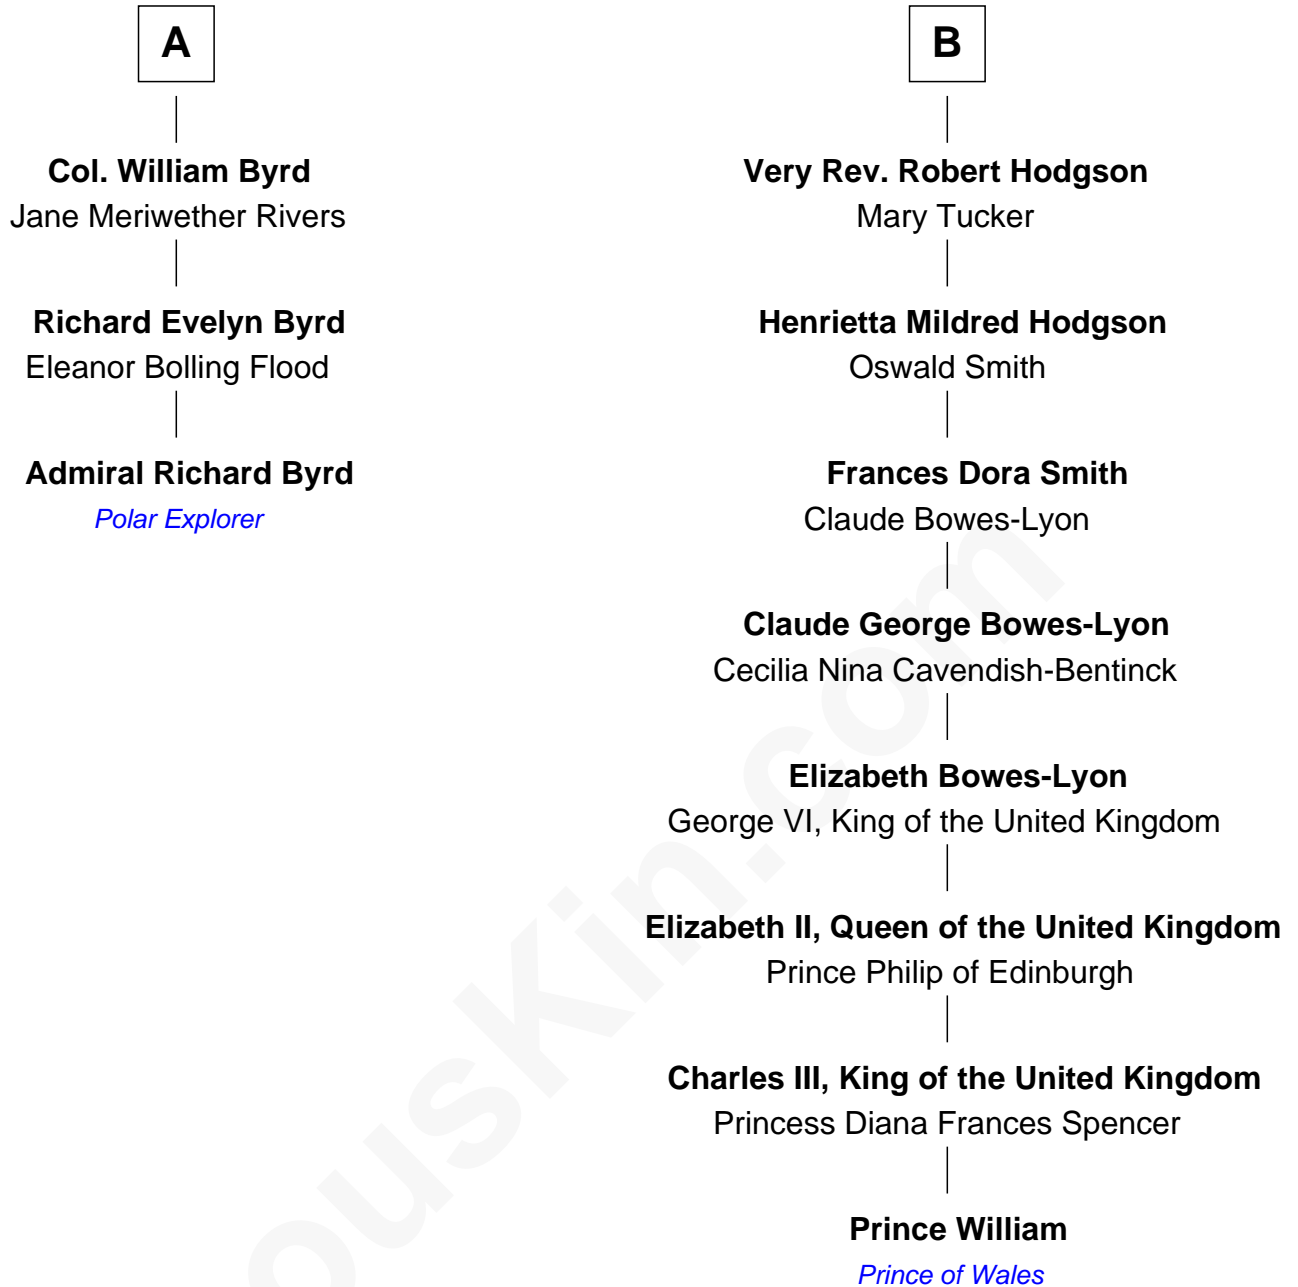 A
Col. William Byrd
Jane Meriwether Rivers
Richard Evelyn Byrd
Eleanor Bolling Flood
Admiral Richard Byrd
Polar Explorer
B
Very Rev. Robert Hodgson
Mary Tucker
Henrietta Mildred Hodgson
Oswald Smith
Frances Dora Smith
Claude Bowes-Lyon
Claude George Bowes-Lyon
Cecilia Nina Cavendish-Bentinck
Elizabeth Bowes-Lyon
George VI, King of the United Kingdom
Elizabeth II, Queen of the United Kingdom
Prince Philip of Edinburgh
Charles III, King of the United Kingdom
Princess Diana Frances Spencer
Prince William
Prince of Wales
ousKin.com